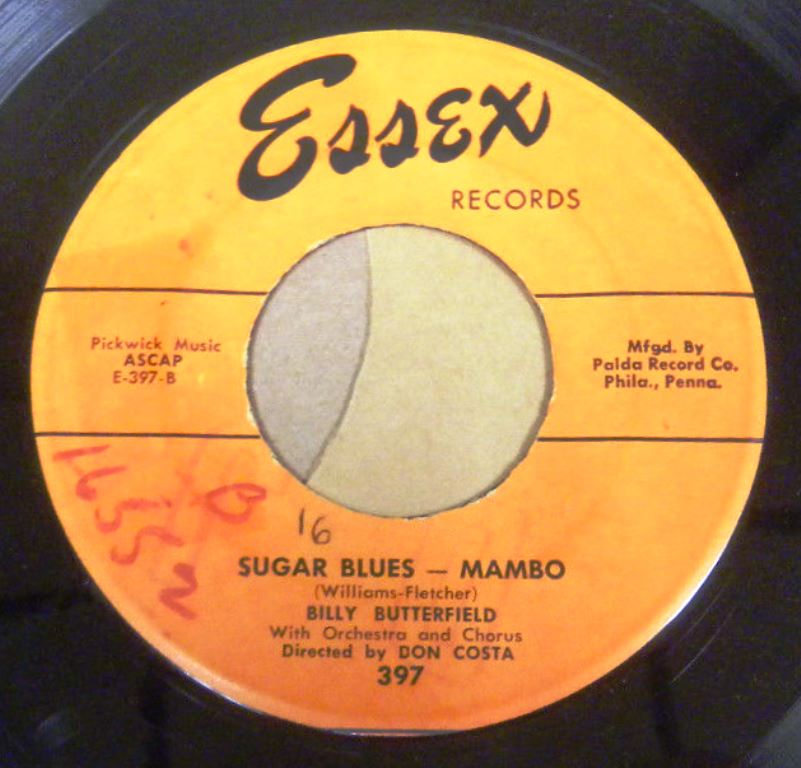 Essex
RECORDS
Pickwick Music
ASCAP
E-397-B
Mfgd. By
Palda Record Co.
Phila., Penna.
16
SUGAR BLUES — MAMBO
(Williams-Fletcher)
BILLY BUTTERFIELD
With Orchestra and Chorus
Directed by DON COSTA
397